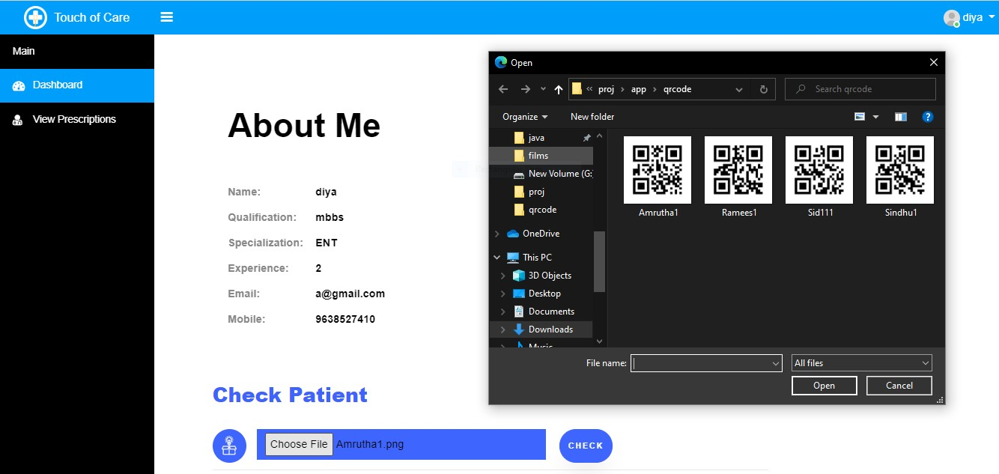 Touch of Care
diya
Main
Dashboard
View Prescriptions
About Me
Name: diya
Qualification: mbbs
Specialization: ENT
Experience: 2
Email: a@gmail.com
Mobile: 9638527410
Check Patient
Choose File Amrutha1.png
CHECK
Open
« proj › app › qrcode
Search qrcode
Organize
New folder
?
java
films
New Volume (G:
proj
qrcode
OneDrive
This PC
3D Objects
Desktop
Documents
Downloads
Music
Amrutha1
Ramees1
Sid111
Sindhu1
File name:
All files
Open
Cancel